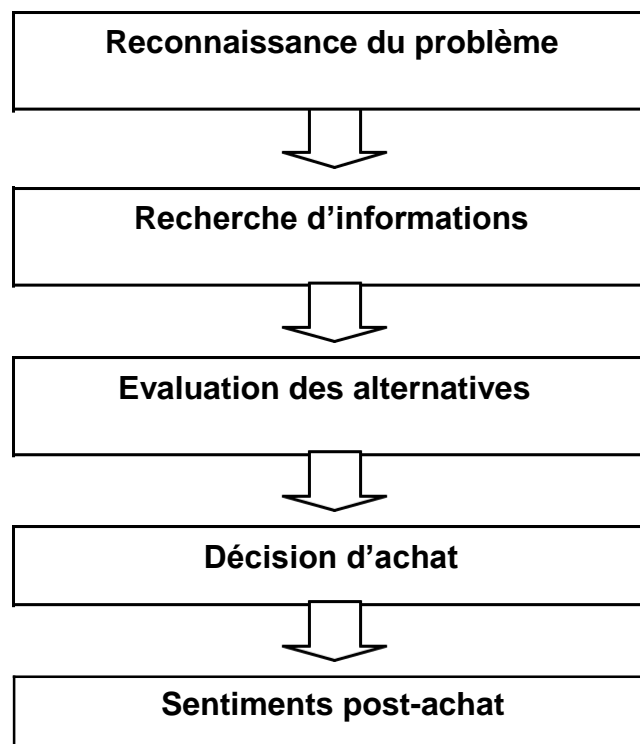 Reconnaissance du problème
Recherche d’informations
Evaluation des alternatives
Décision d’achat
Sentiments post-achat